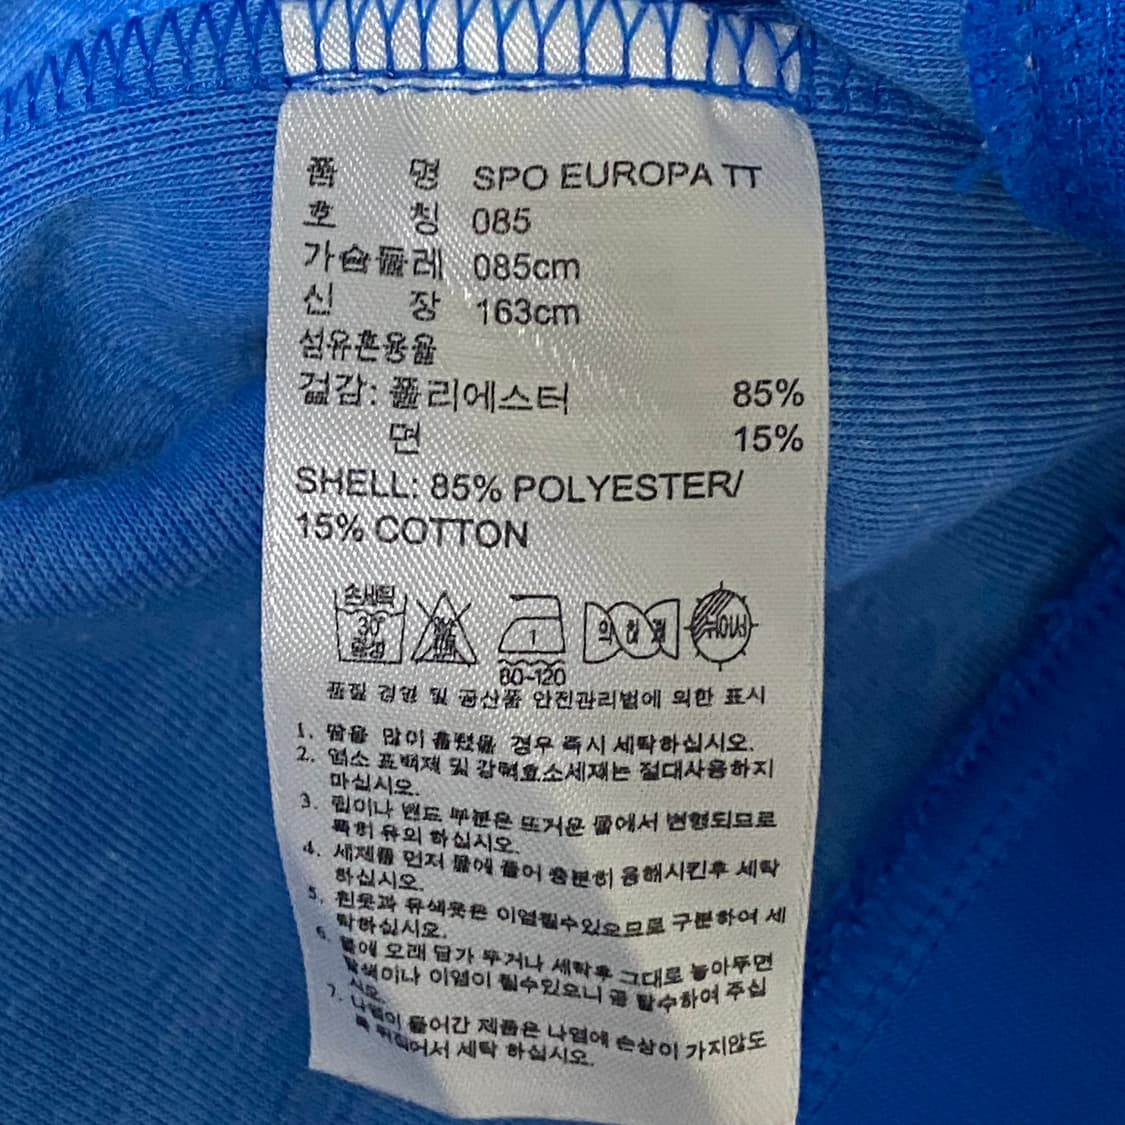 품 명 SPO EUROPA TT
호 칭 085
가슴둘레 085cm
신 장 163cm
섬유혼용율
겉감: 폴리에스터 85%
면 15%
SHELL: 85% POLYESTER/
15% COTTON
손세탁
30°
중성
1
80~120
약하게
뉘어서
품질 경영 및 공산품 안전관리법에 의한 표시
1. 땀을 많이 흘렸을 경우 즉시 세탁하십시오.
2. 염소 표백제 및 강력효소세재는 절대사용하지
마십시오.
3. 립이나 밴드 부분은 뜨거운 물에서 변형되므로
특히 유의 하십시오.
4. 세제를 먼저 물에 풀어 충분히 용해시킨후 세탁
하십시오.
5. 흰옷과 유색옷은 이염될수있으므로 구분하여 세
탁하십시오.
6. 물에 오래 담가 두거나 세탁후 그대로 놓아두면
탈색이나 이염이 될수있으니 곧 탈수하여 주십
시오.
7. 나염이 들어간 제품은 나염에 손상이 가지않도
록 뒤집어서 세탁 하십시오.